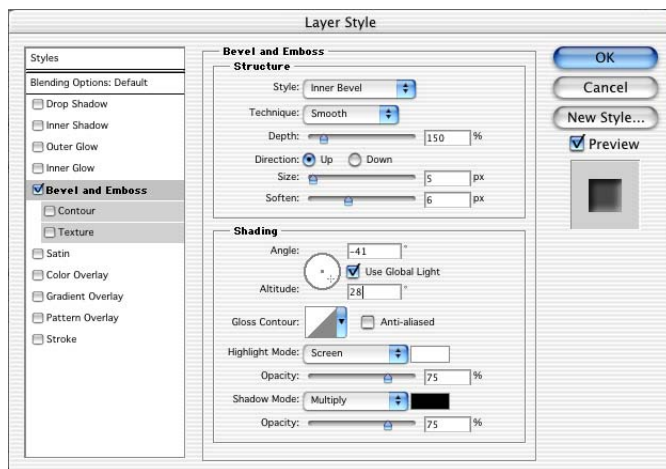 Layer Style
Styles
Blending Options: Default
Drop Shadow
Inner Shadow
Outer Glow
Inner Glow
Bevel and Emboss
Contour
Texture
Satin
Color Overlay
Gradient Overlay
Pattern Overlay
Stroke
Bevel and Emboss
Structure
Style: Inner Bevel
Technique: Smooth
Depth: 150 %
Direction: Up Down
Size: 5 px
Soften: 6 px
Shading
Angle: -41 °
Use Global Light
Altitude: 28 °
Gloss Contour: Anti-aliased
Highlight Mode: Screen
Opacity: 75 %
Shadow Mode: Multiply
Opacity: 75 %
OK
Cancel
New Style...
Preview